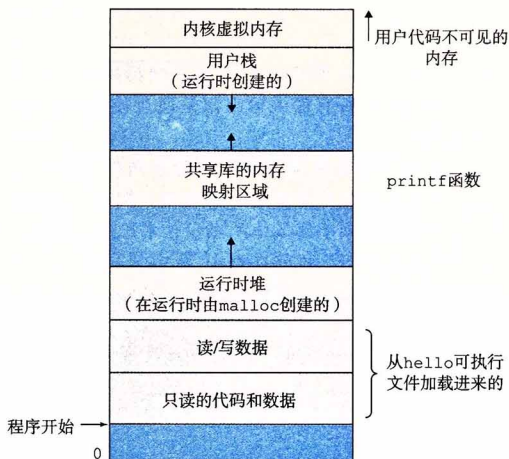 内核虚拟内存
用户代码不可见的
内存
用户栈
（运行时创建的）
共享库的内存
映射区域
printf函数
运行时堆
（在运行时由malloc创建的）
读/写数据
只读的代码和数据
从hello可执行
文件加载进来的
程序开始
0